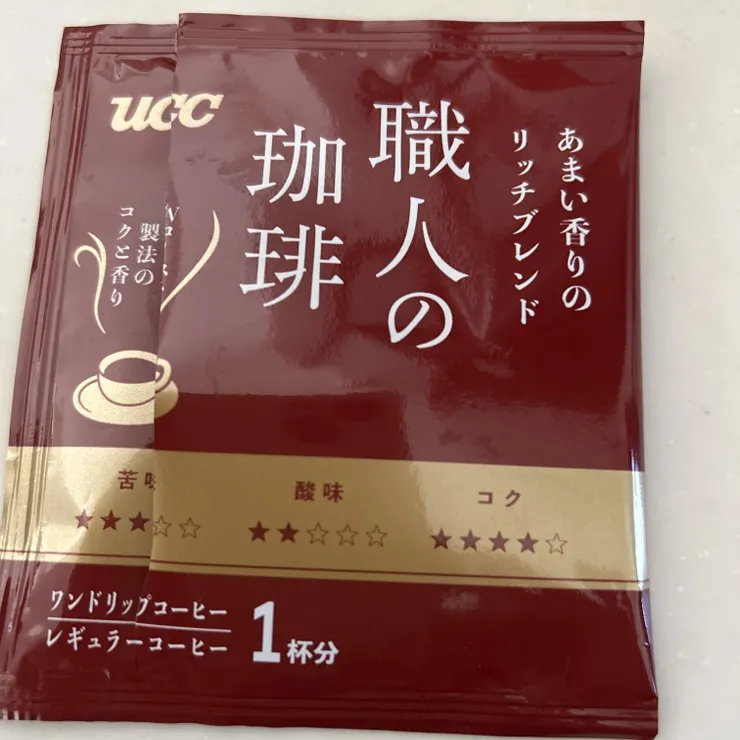 UCC
あまい香りの
リッチブレンド
職人の
珈琲
製法の
コクと香り
苦味
★★★☆☆
酸味
★★☆☆☆
コク
★★★★☆
ワンドリップコーヒー
レギュラーコーヒー
1杯分